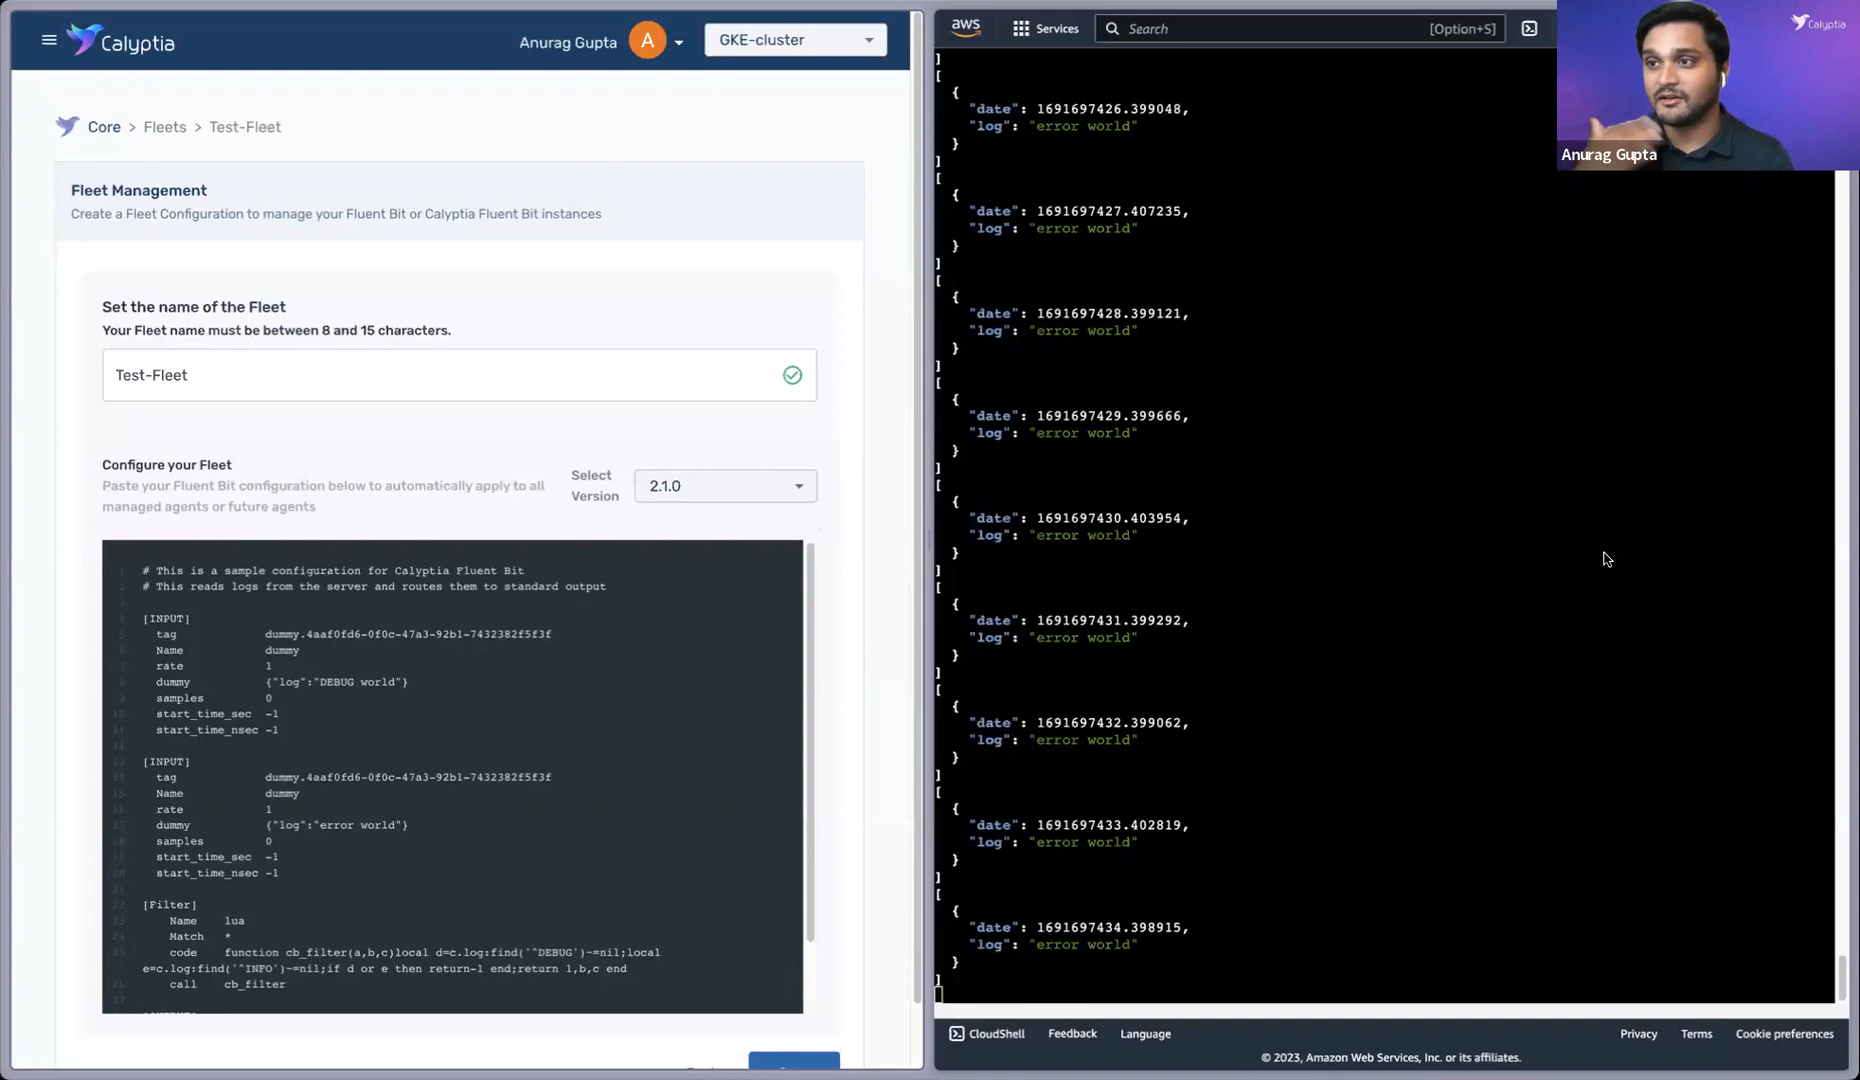 Calyptia
Anurag Gupta
A
GKE-cluster
Core > Fleets > Test-Fleet
Fleet Management
Create a Fleet Configuration to manage your Fluent Bit or Calyptia Fluent Bit instances
Set the name of the Fleet
Your Fleet name must be between 8 and 15 characters.
Test-Fleet
Configure your Fleet
Paste your Fluent Bit configuration below to automatically apply to all
managed agents or future agents
Select
Version
2.1.0
# This is a sample configuration for Calyptia Fluent Bit
# This reads logs from the server and routes them to standard output
[INPUT]
tag dummy.4aaf0fd6-0f0c-47a3-92b1-7432382f5f3f
Name dummy
rate 1
dummy {"log":"DEBUG world"}
samples 0
start_time_sec -1
start_time_nsec -1
[INPUT]
tag dummy.4aaf0fd6-0f0c-47a3-92b1-7432382f5f3f
Name dummy
rate 1
dummy {"log":"error world"}
samples 0
start_time_sec -1
start_time_nsec -1
[Filter]
Name lua
Match *
code function cb_filter(a,b,c)local d=c.log:find('^DEBUG')~=nil;local
e=c.log:find('^INFO')~=nil;if d or e then return-1 end;return 1,b,c end
call cb_filter
aws
Services
Search
[Option+S]
]
[
{
"date": 1691697426.399048,
"log": "error world"
}
]
[
{
"date": 1691697427.407235,
"log": "error world"
}
]
[
{
"date": 1691697428.399121,
"log": "error world"
}
]
[
{
"date": 1691697429.399666,
"log": "error world"
}
]
[
{
"date": 1691697430.403954,
"log": "error world"
}
]
[
{
"date": 1691697431.399292,
"log": "error world"
}
]
[
{
"date": 1691697432.399062,
"log": "error world"
}
]
[
{
"date": 1691697433.402819,
"log": "error world"
}
]
[
{
"date": 1691697434.398915,
"log": "error world"
}
]
CloudShell
Feedback
Language
Privacy
Terms
Cookie preferences
© 2023, Amazon Web Services, Inc. or its affiliates.
Calyptia
Anurag Gupta